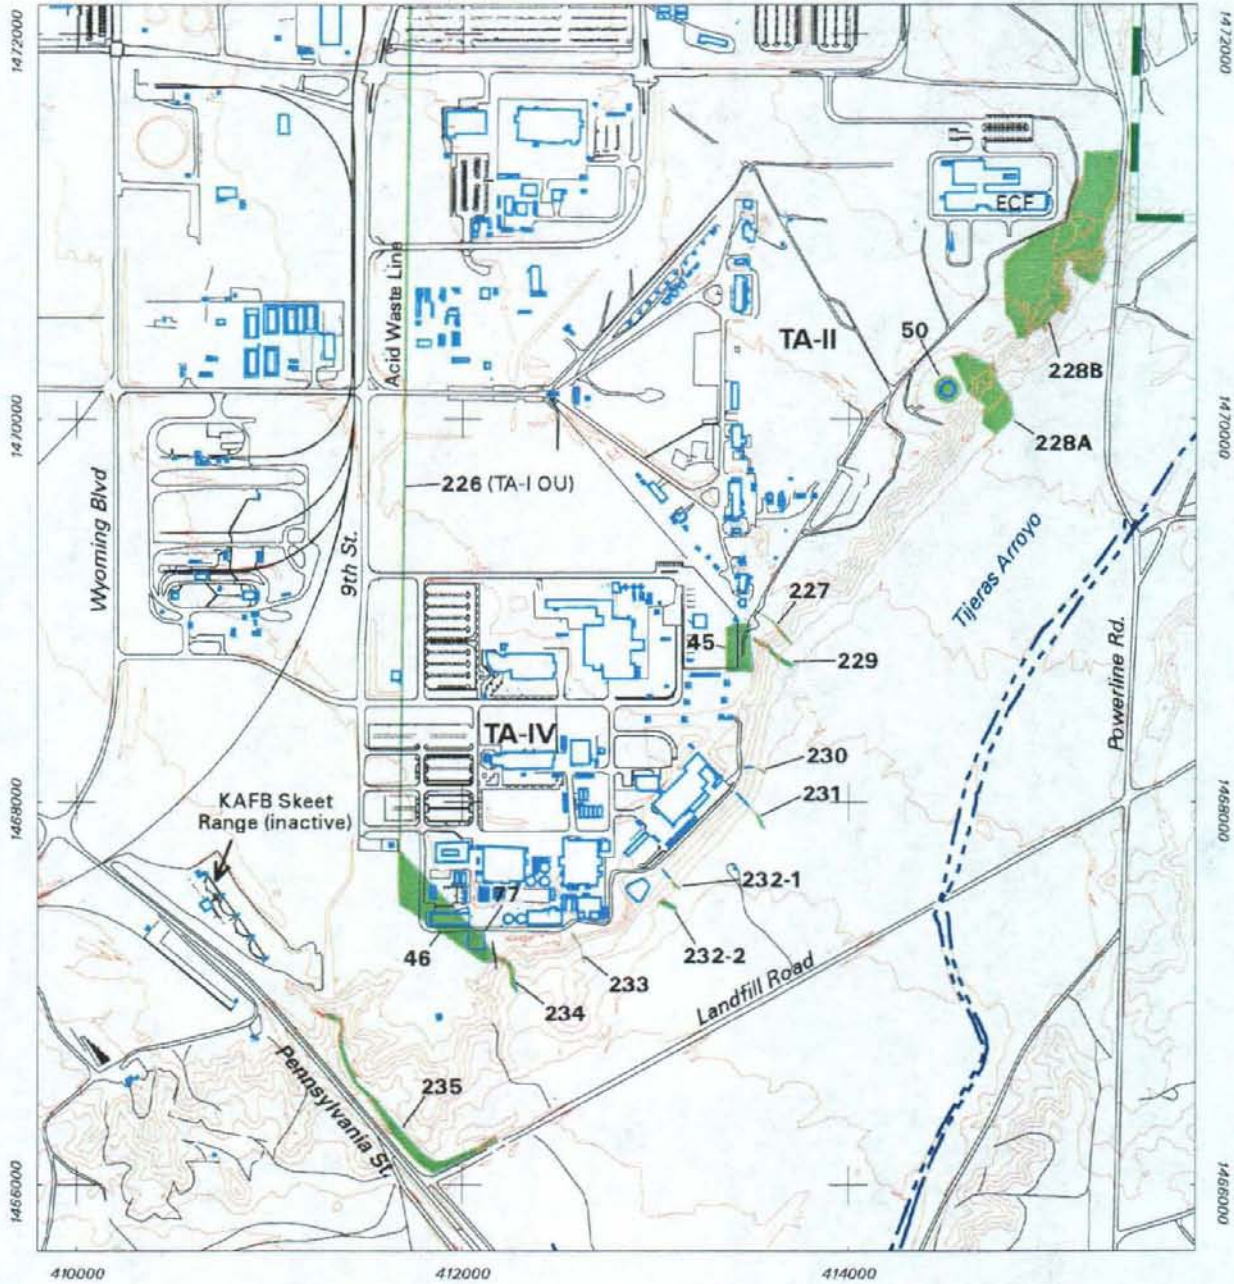 1472000
1472000
ECF
Acid Waste Line
TA-II
50
228B
228A
1470000
1470000
Wyoming Blvd
226 (TA-I OU)
9th St.
Tijeras Arroyo
227
45
229
Powerline Rd.
TA-IV
230
231
KAFB Skeet
Range (inactive)
1468000
1468000
232-1
77
46
232-2
233
234
Landfill Road
235
Pennsylvania St.
1466000
1466000
410000
412000
414000